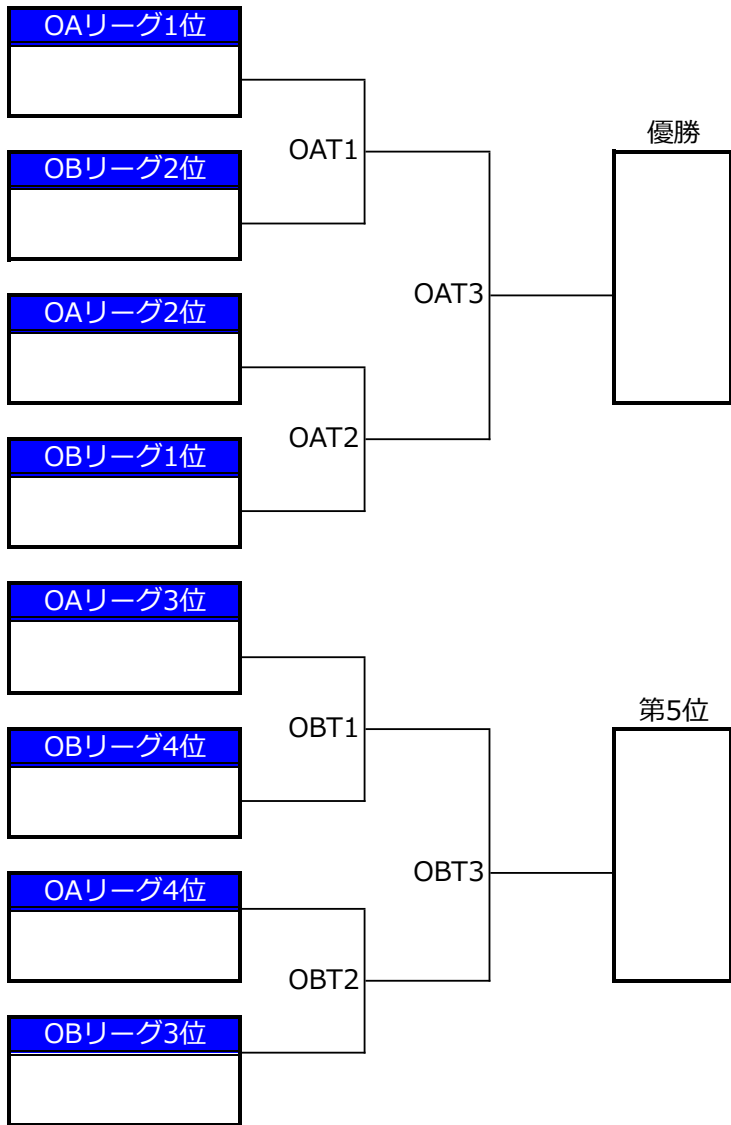 OAリーグ1位
OAT1
優勝
OBリーグ2位
OAリーグ2位
OAT3
OAT2
OBリーグ1位
OAリーグ3位
OBT1
第5位
OBリーグ4位
OAリーグ4位
OBT3
OBT2
OBリーグ3位